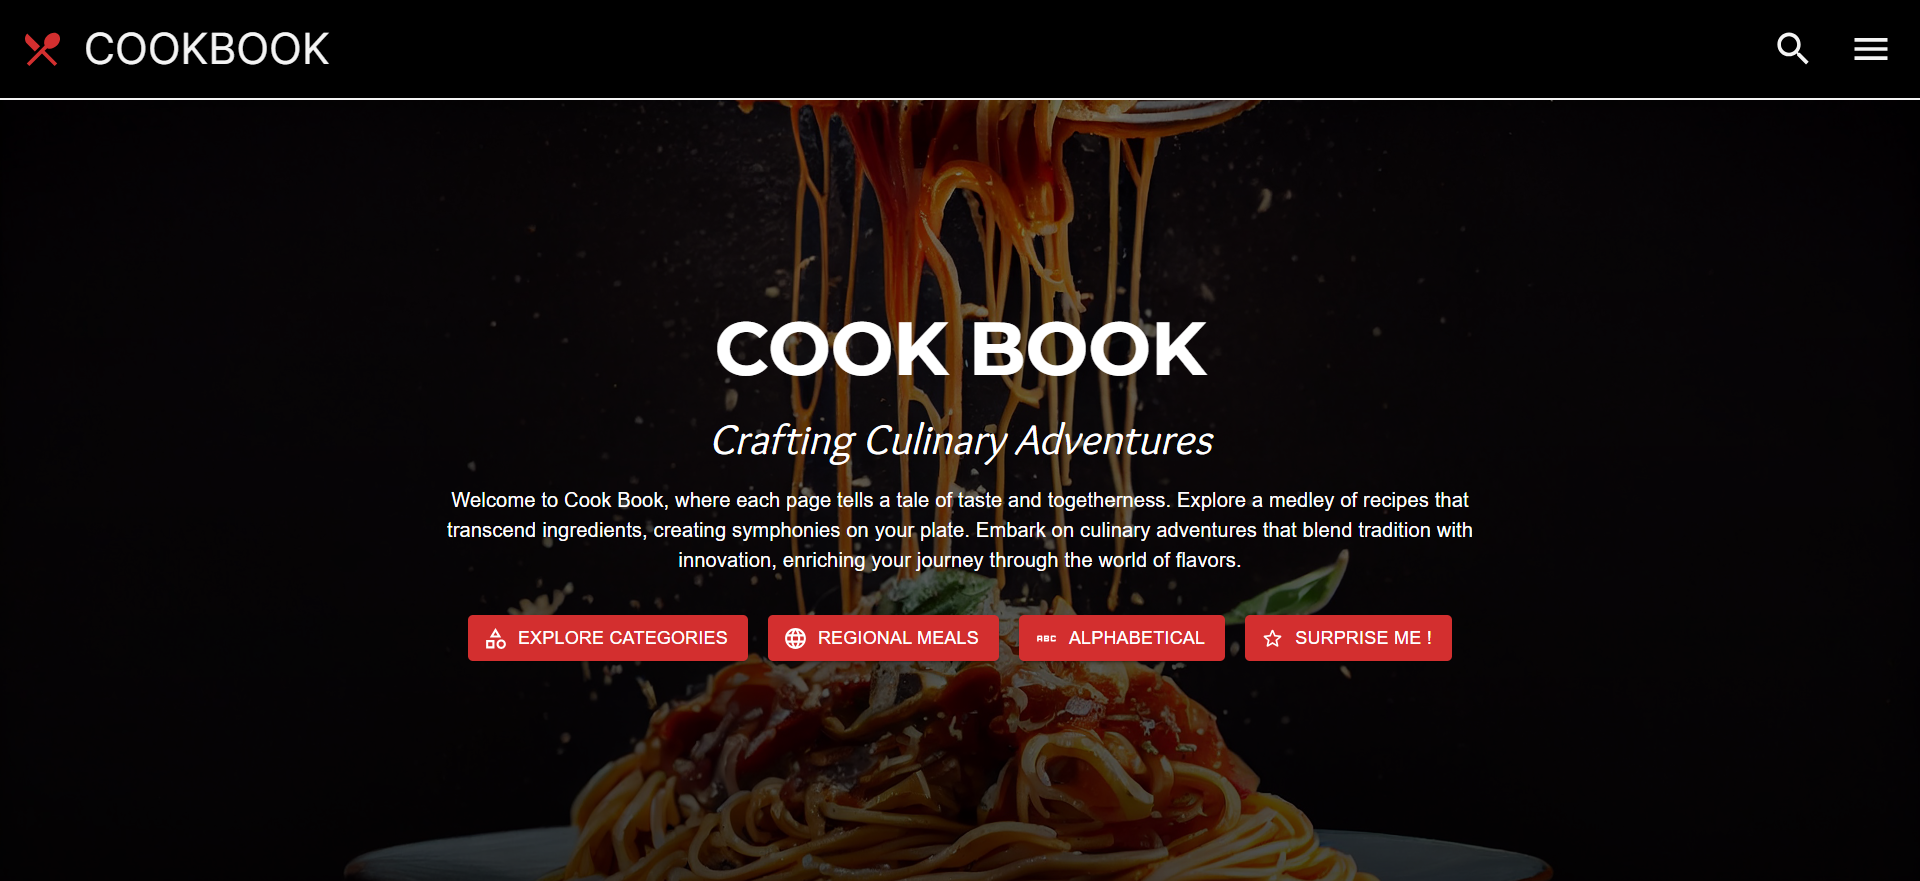 COOKBOOK
COOK BOOK
Crafting Culinary Adventures
Welcome to Cook Book, where each page tells a tale of taste and togetherness. Explore a medley of recipes that
transcend ingredients, creating symphonies on your plate. Embark on culinary adventures that blend tradition with
innovation, enriching your journey through the world of flavors.
EXPLORE CATEGORIES
REGIONAL MEALS
ABC ALPHABETICAL
SURPRISE ME !